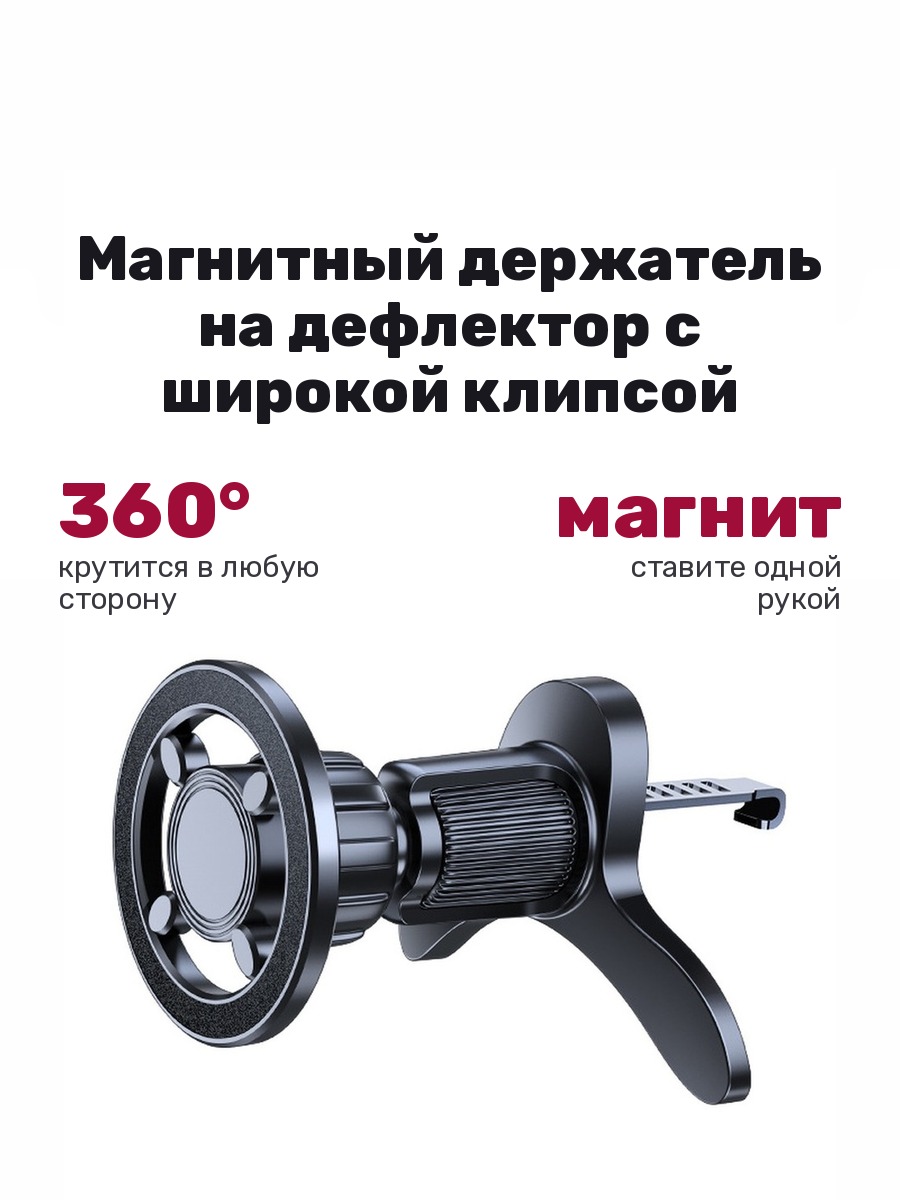 Магнитный держатель
на дефлектор с
широкой клипсой
360°
крутится в любую
сторону
магнит
ставите одной
рукой